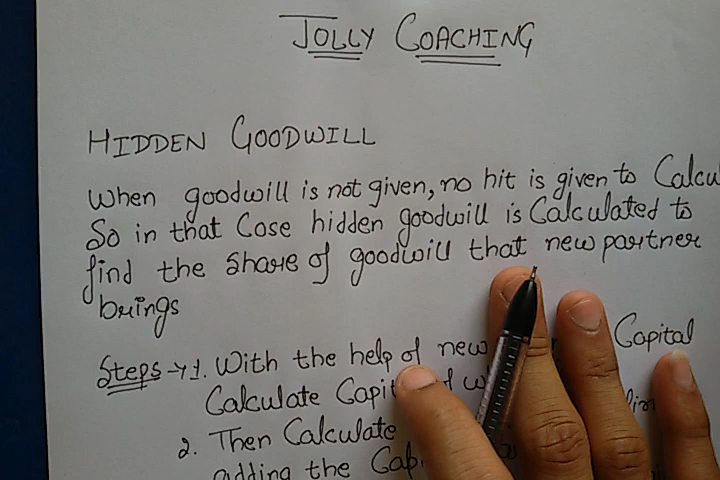 JOLLY COACHING
HIDDEN GOODWILL
When goodwill is not given, no hit is given to Calcu
So in that Case hidden goodwill is Calculated to
find the Share of goodwill that new partner
brings
Steps → 1. With the help of new Capital
Calculate
2. Then Calculate
adding the